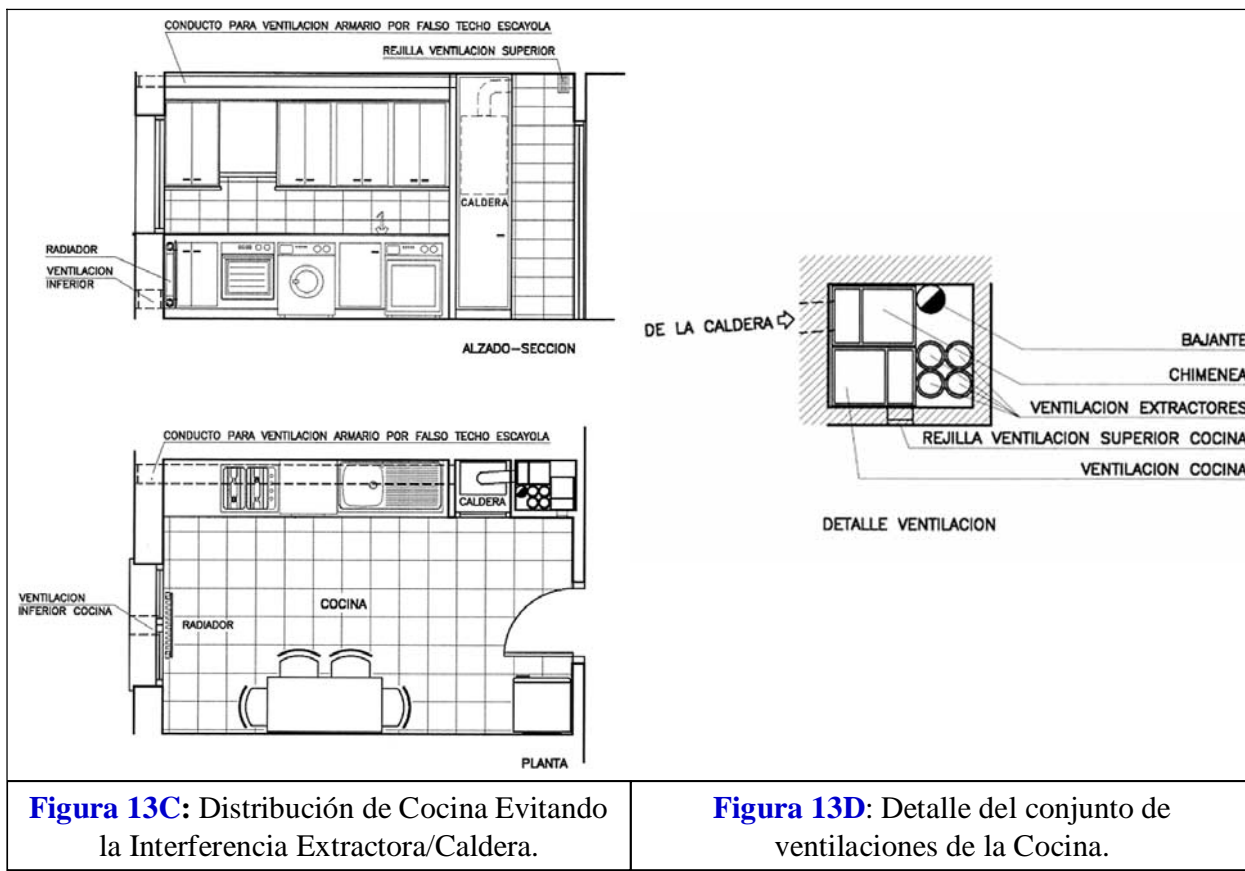 CONDUCTO PARA VENTILACION ARMARIO POR FALSO TECHO ESCAYOLA
REJILLA VENTILACION SUPERIOR
CALDERA
RADIADOR
VENTILACION
INFERIOR
ALZADO-SECCION
CONDUCTO PARA VENTILACION ARMARIO POR FALSO TECHO ESCAYOLA
CALDERA
VENTILACION
INFERIOR COCINA
COCINA
RADIADOR
PLANTA
DE LA CALDERA
BAJANTE
CHIMENEA
VENTILACION EXTRACTORES
REJILLA VENTILACION SUPERIOR COCINA
VENTILACION COCINA
DETALLE VENTILACION
Figura 13C: Distribución de Cocina Evitando
la Interferencia Extractora/Caldera.
Figura 13D: Detalle del conjunto de
ventilaciones de la Cocina.